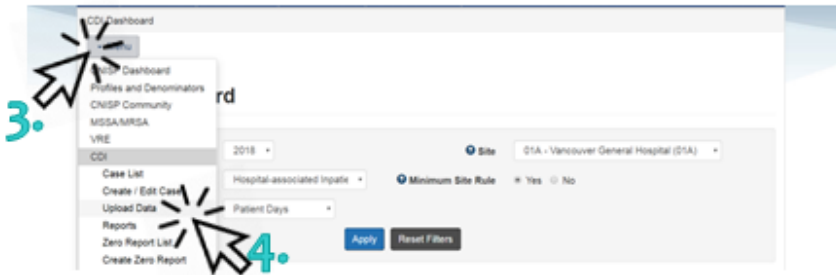 CDI Dashboard
Menu
CNISP Dashboard
Profiles and Denominators
CNISP Community
rd
3.
MSSA/MRSA
VRE
2018
Site
01A - Vancouver General Hospital (01A)
CDI
Case List
Hospital-associated Inpatie
Minimum Site Rule
Yes
No
Create / Edit Case
Upload Data
Patient Days
Reports
Zero Report List
4.
Apply
Reset Filters
Create Zero Report